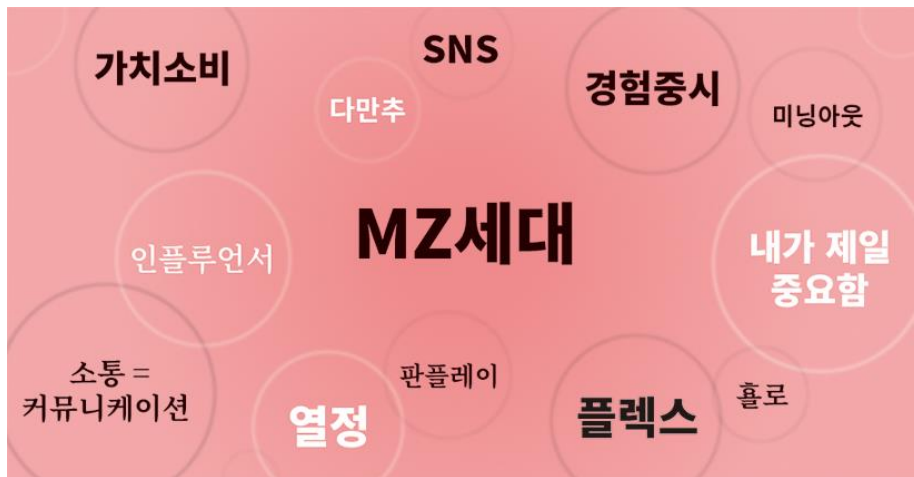 SNS
가치소비
경험중시
다만추
미닝아웃
MZ세대
인플루언서
내가 제일
중요함
소통 =
커뮤니케이션
판플레이
열정
플렉스
횰로